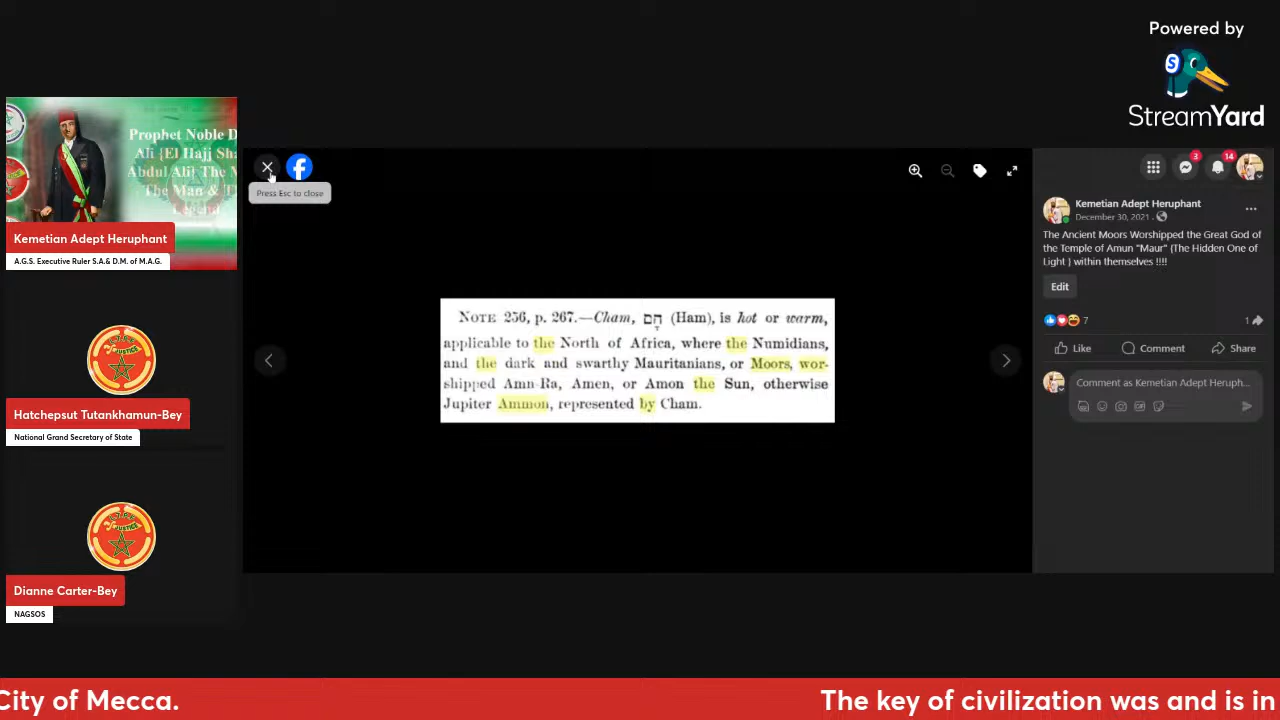 Powered by
StreamYard
Prophet Noble D
Ali {El Hajj Sha
Abdul Ali} The N
The Man & T
Legend
Kemetian Adept Heruphant
A.G.S. Executive Ruler S.A.& D.M. of M.A.G.
JUSTICE
Hatchepsut Tutankhamun-Bey
National Grand Secretary of State
JUSTICE
Dianne Carter-Bey
NAGSOS
Press Esc to close
NOTE 256, p. 267.—Cham, חָם (Ham), is hot or warm,
applicable to the North of Africa, where the Numidians,
and the dark and swarthy Mauritanians, or Moors, wor-
shipped Amn-Ra, Amen, or Amon the Sun, otherwise
Jupiter Ammon, represented by Cham.
3
14
Kemetian Adept Heruphant
December 30, 2021 ·
The Ancient Moors Worshipped the Great God of
the Temple of Amun "Maur" (The Hidden One of
Light ) within themselves !!!!
Edit
7
1
Like
Comment
Share
Comment as Kemetian Adept Heruph...
City of Mecca.
The key of civilization was and is in